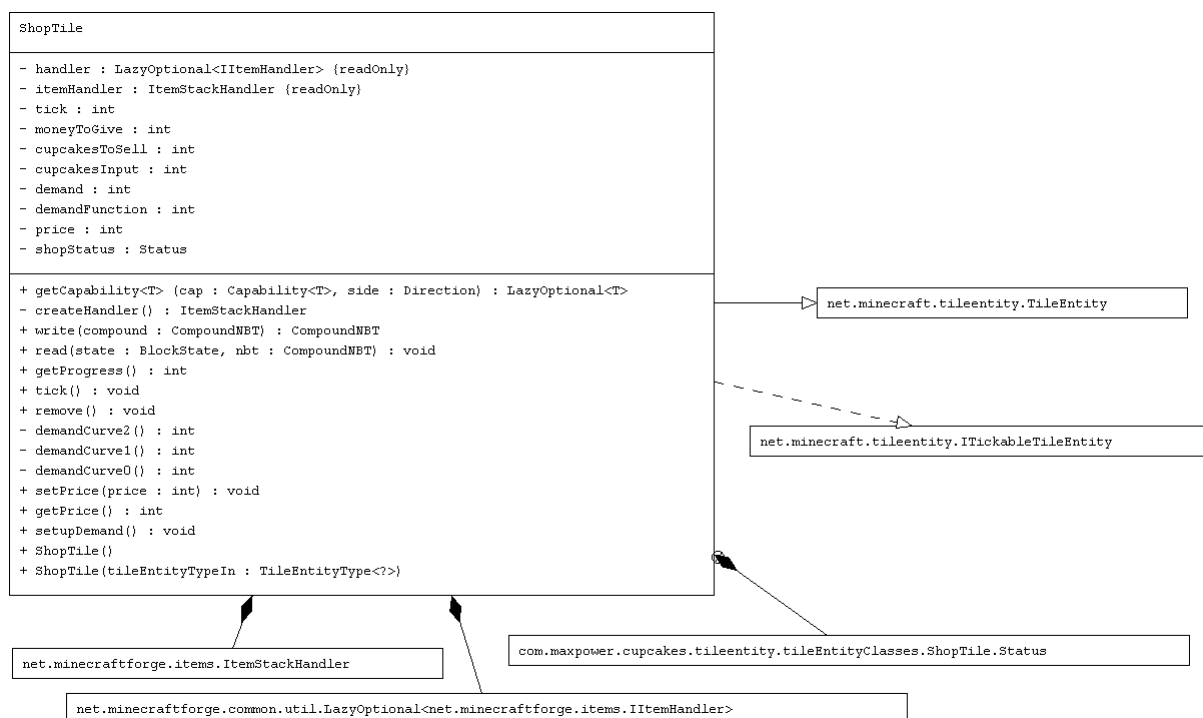 ShopTile
- handler : LazyOptional<IItemHandler> {readOnly}
- itemHandler : ItemStackHandler {readOnly}
- tick : int
- moneyToGive : int
- cupcakesToSell : int
- cupcakesInput : int
- demand : int
- demandFunction : int
- price : int
- shopStatus : Status
+ getCapability<T> (cap : Capability<T>, side : Direction) : LazyOptional<T>
- createHandler() : ItemStackHandler
+ write(compound : CompoundNBT) : CompoundNBT
+ read(state : BlockState, nbt : CompoundNBT) : void
+ getProgress() : int
+ tick() : void
+ remove() : void
- demandCurve2() : int
- demandCurve1() : int
- demandCurve0() : int
+ setPrice(price : int) : void
+ getPrice() : int
+ setupDemand() : void
+ ShopTile()
+ ShopTile(tileEntityTypeIn : TileEntityType<?>)
net.minecraft.tileentity.TileEntity
net.minecraft.tileentity.ITickableTileEntity
com.maxpower.cupcakes.tileentity.tileEntityClasses.ShopTile.Status
net.minecraftforge.items.ItemStackHandler
net.minecraftforge.common.util.LazyOptional<net.minecraftforge.items.IItemHandler>